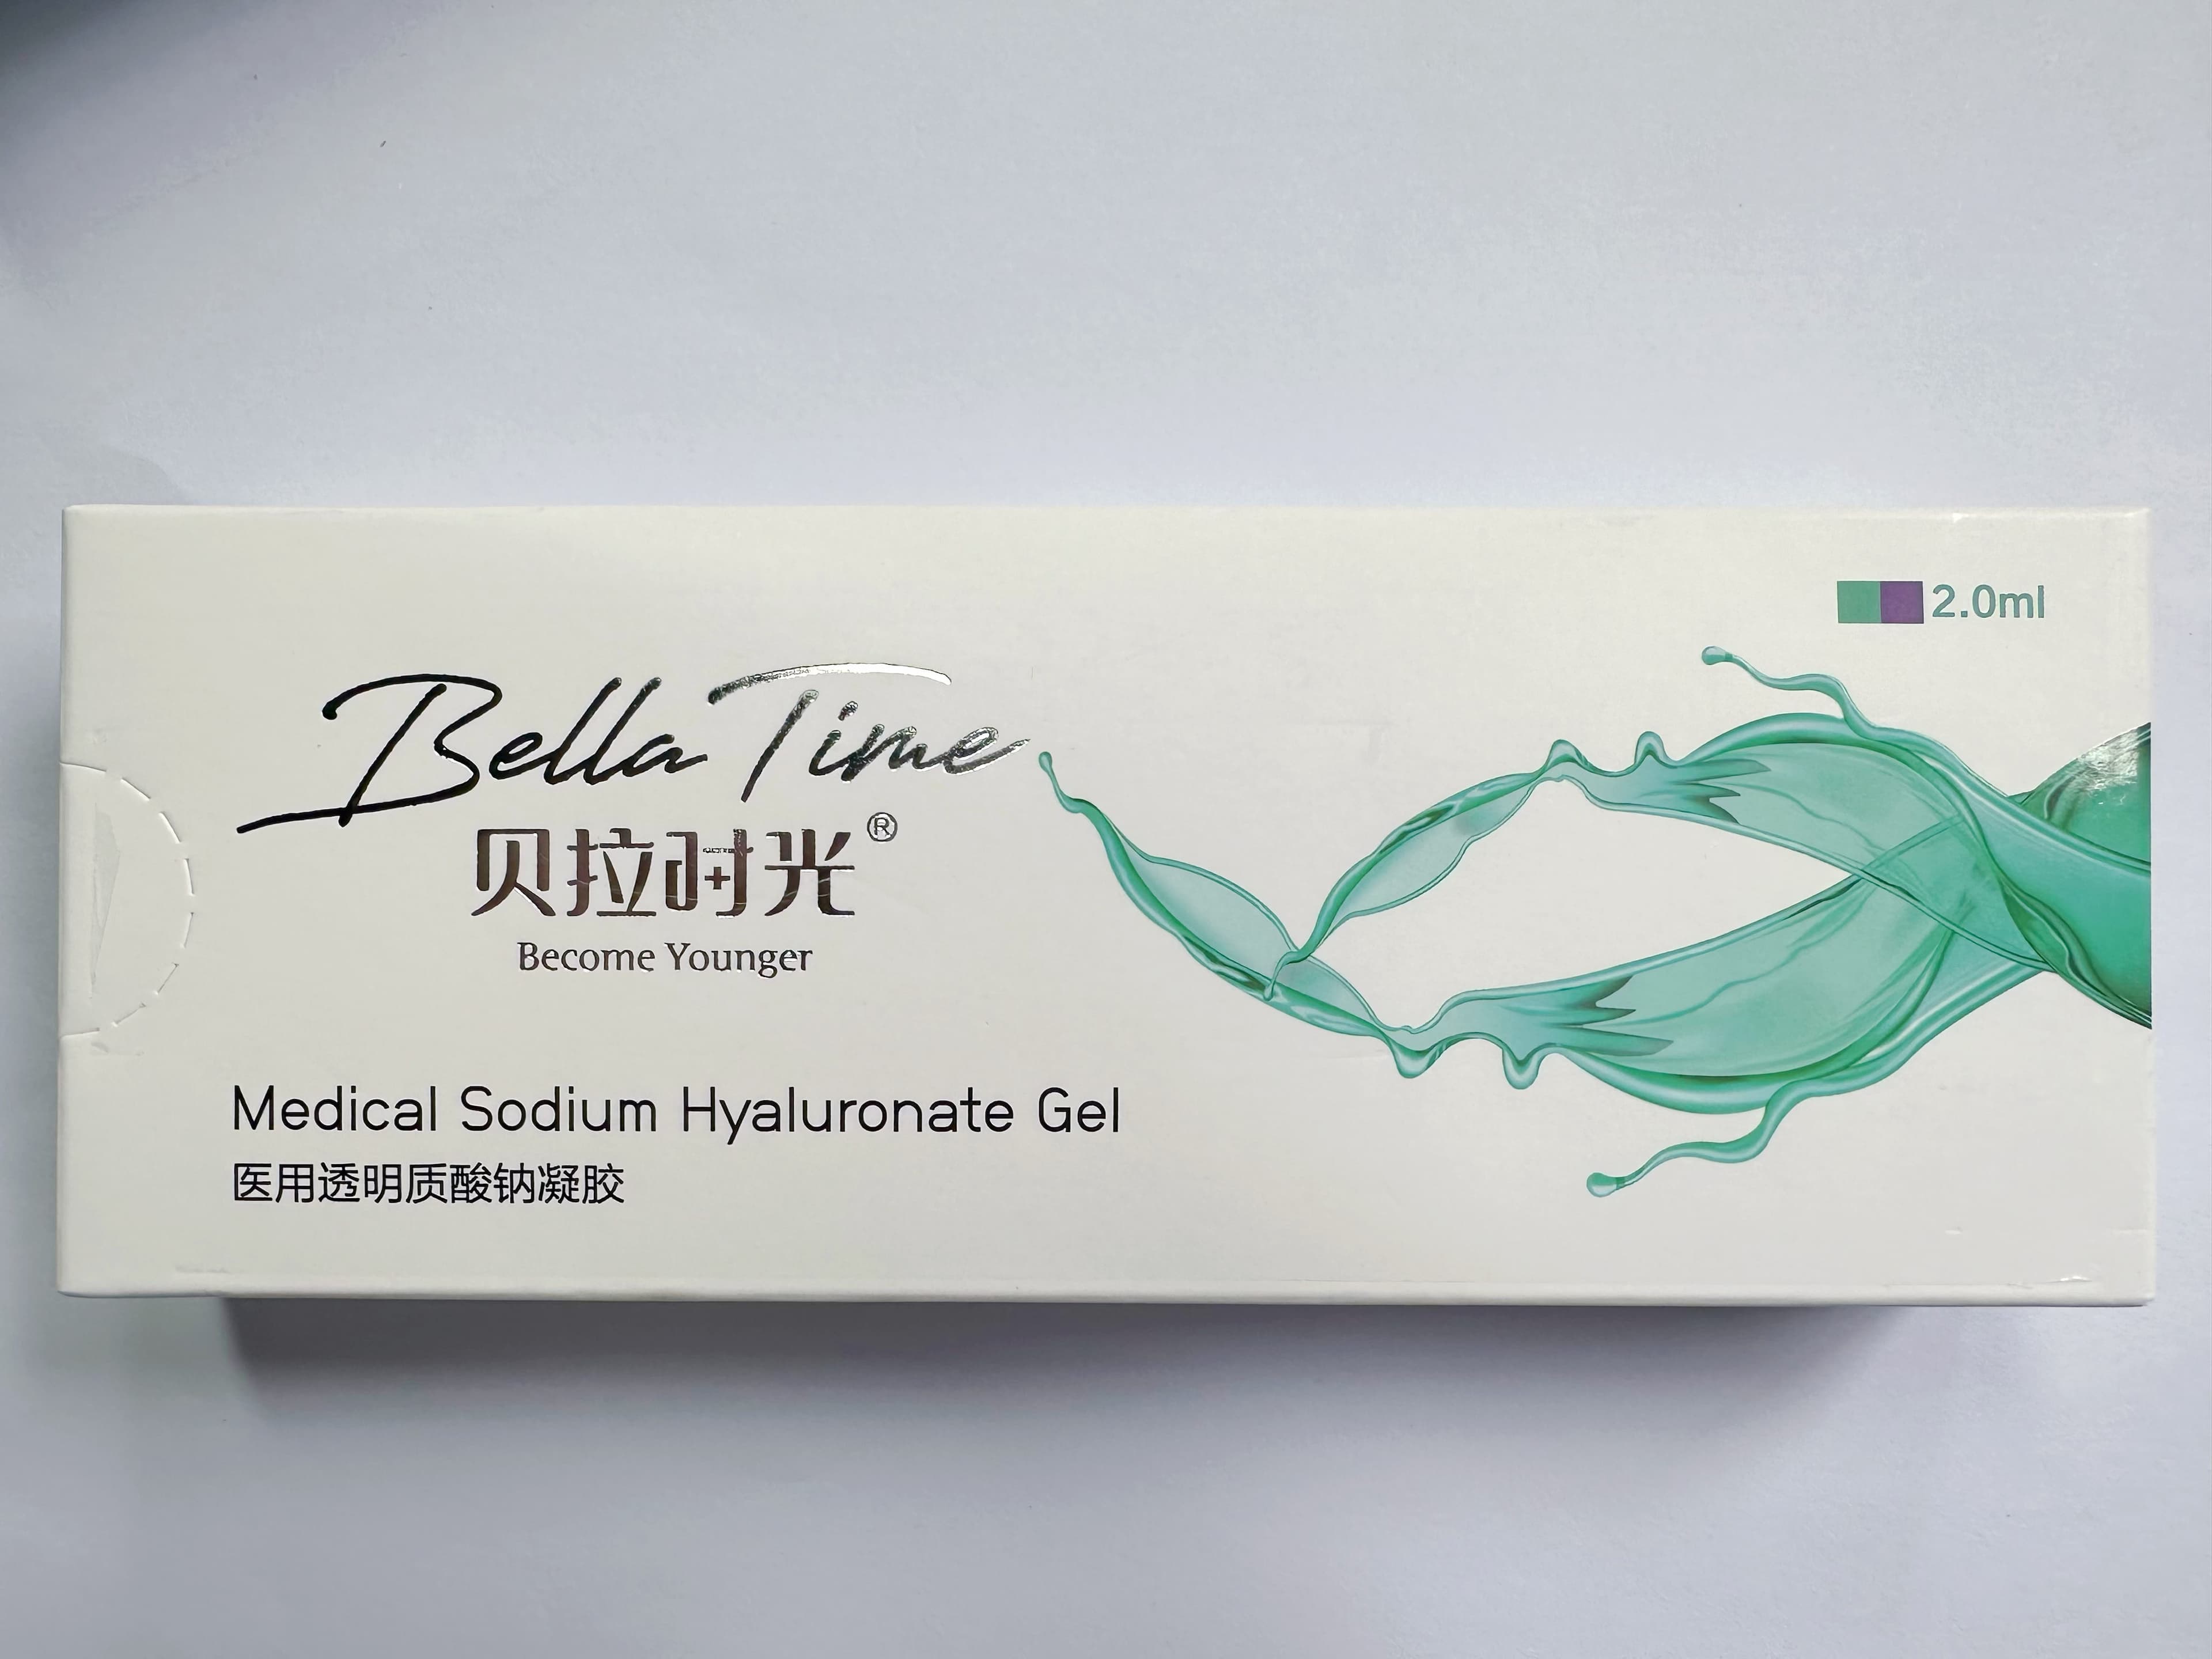 2.0ml
Bella Time
贝拉时光®
Become Younger
Medical Sodium Hyaluronate Gel
医用透明质酸钠凝胶